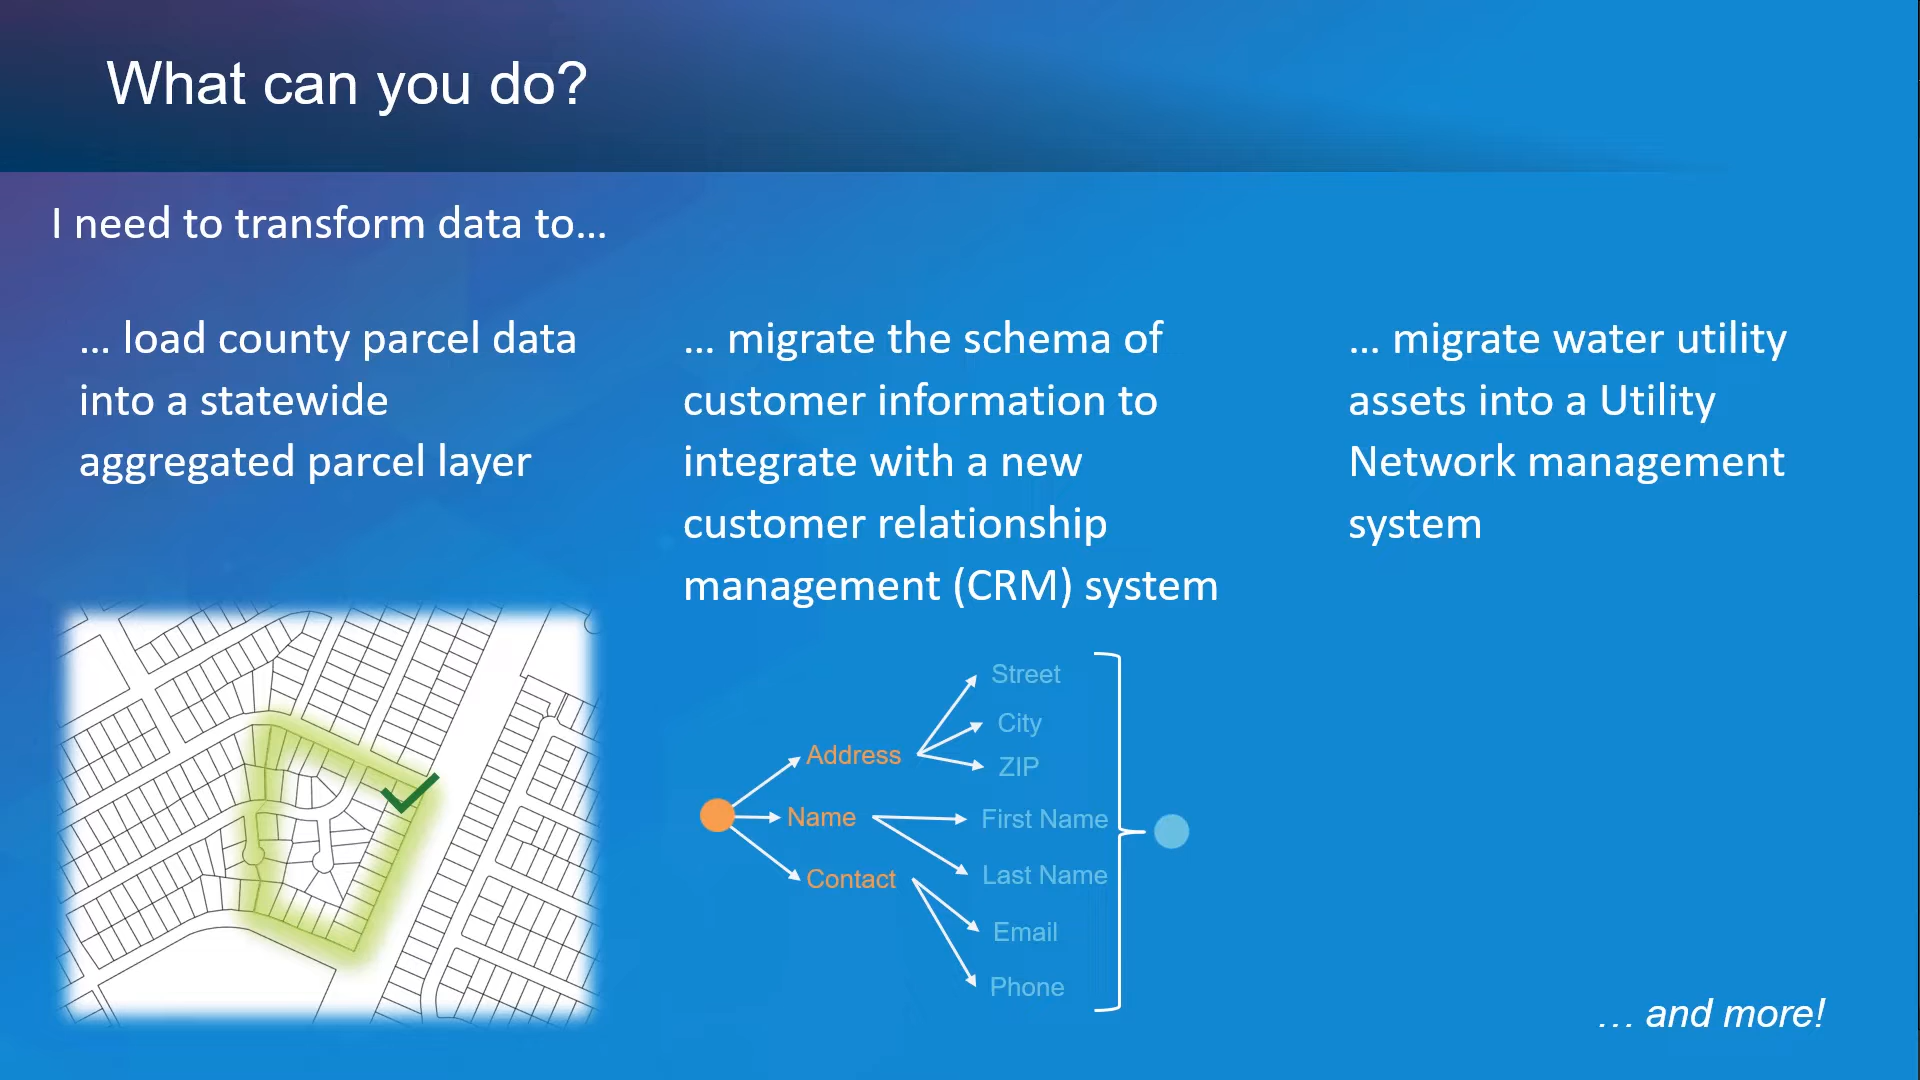 What can you do?
I need to transform data to...
... load county parcel data
into a statewide
aggregated parcel layer
... migrate the schema of
customer information to
integrate with a new
customer relationship
management (CRM) system
... migrate water utility
assets into a Utility
Network management
system
Address
Name
Contact
Street
City
ZIP
First Name
Last Name
Email
Phone
... and more!